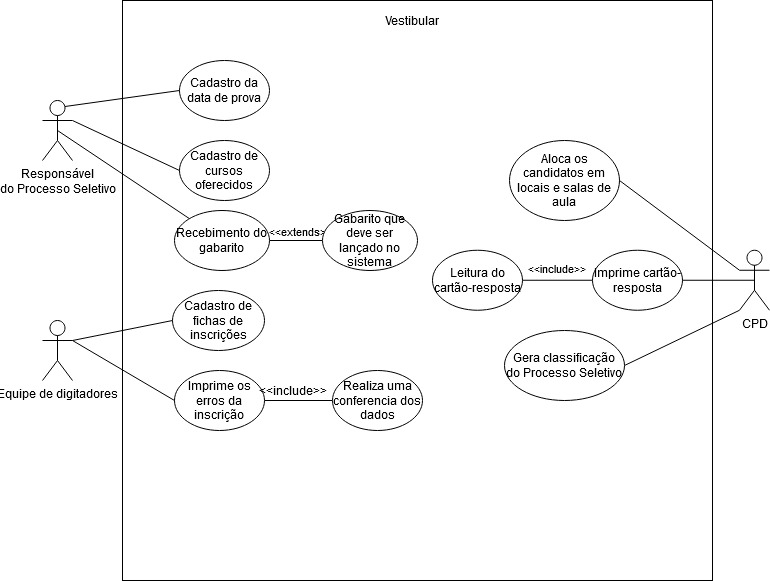 Vestibular
Cadastro da
data de prova
Responsável
do Processo Seletivo
Cadastro de
cursos
oferecidos
Recebimento do
gabarito
<<extends>
Gabarito que
deve ser
lançado no
sistema
Aloca os
candidatos em
locais e salas de
aula
Leitura do
cartão-resposta
<<include>>
Imprime cartão-
resposta
CPD
Gera classificação
do Processo Seletivo
Cadastro de
fichas de
inscrições
Equipe de digitadores
Imprime os
erros da
inscrição
<<include>>
Realiza uma
conferencia dos
dados